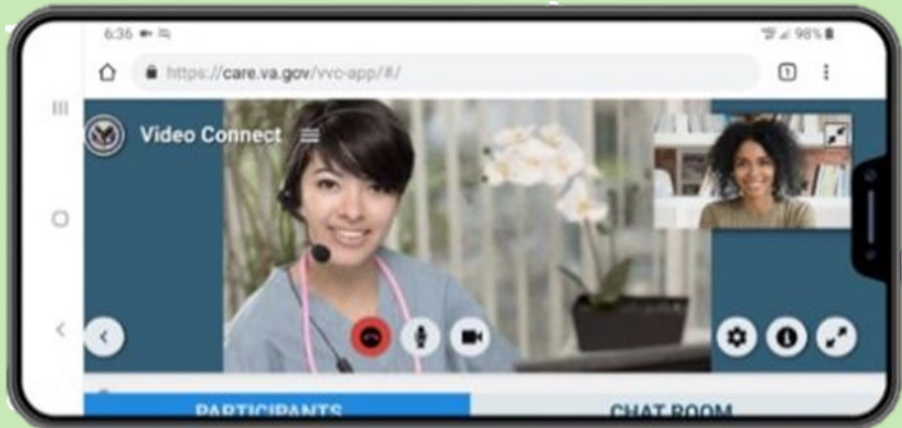 6:36
98%
https://care.va.gov/vvc-app/#/
1
Video Connect
PARTICIPANTS
CHAT ROOM